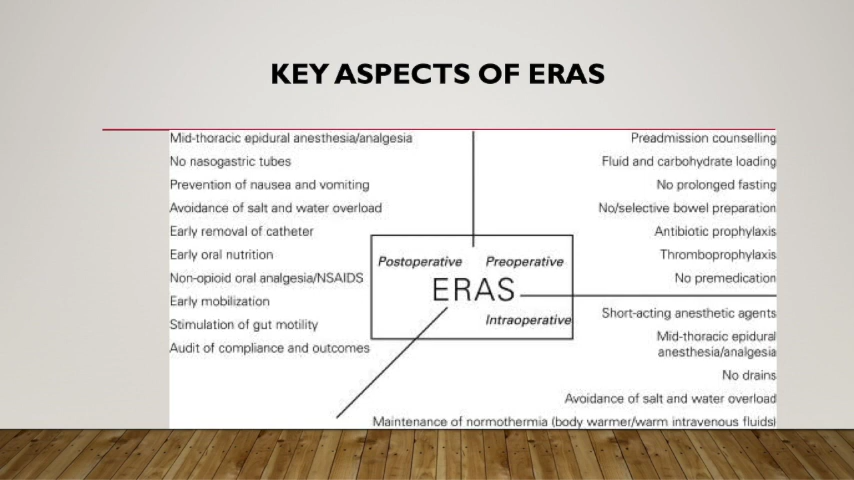 KEY ASPECTS OF ERAS
Mid-thoracic epidural anesthesia/analgesia
No nasogastric tubes
Prevention of nausea and vomiting
Avoidance of salt and water overload
Early removal of catheter
Early oral nutrition
Non-opioid oral analgesia/NSAIDS
Early mobilization
Stimulation of gut motility
Audit of compliance and outcomes
Preadmission counselling
Fluid and carbohydrate loading
No prolonged fasting
No/selective bowel preparation
Antibiotic prophylaxis
Thromboprophylaxis
No premedication
Postoperative
Preoperative
ERAS
Intraoperative
Short-acting anesthetic agents
Mid-thoracic epidural
anesthesia/analgesia
No drains
Avoidance of salt and water overload
Maintenance of normothermia (body warmer/warm intravenous fluids)